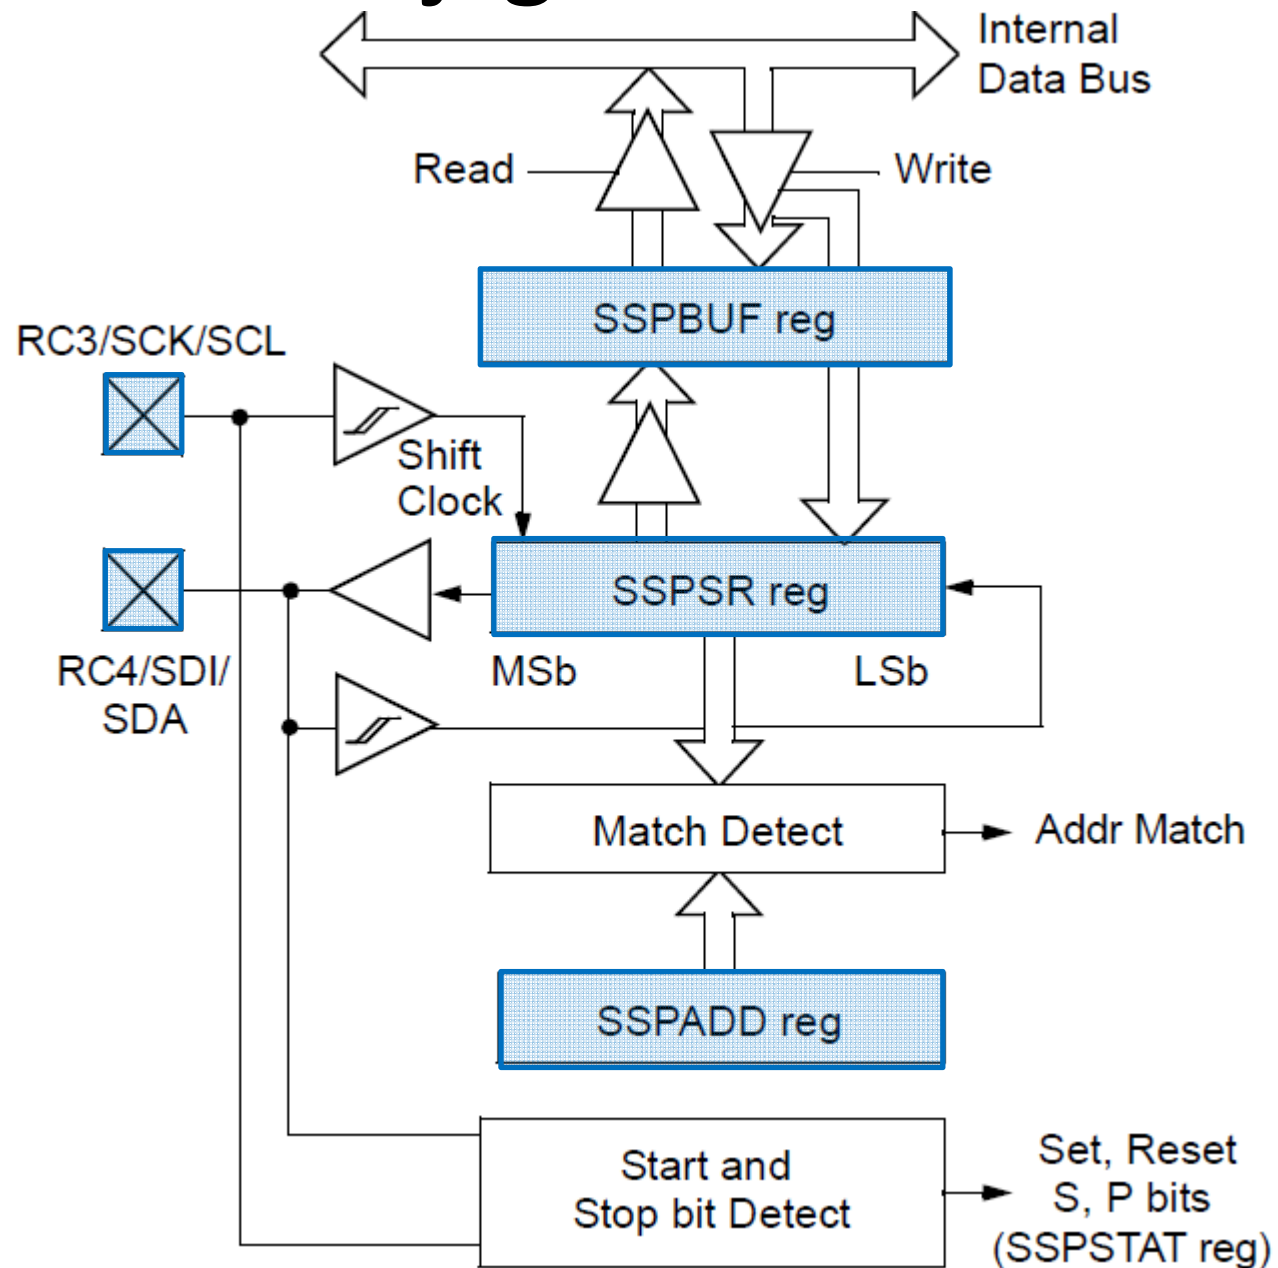 Internal
Data Bus
Read
Write
SSPBUF reg
RC3/SCK/SCL
Shift
Clock
SSPSR reg
RC4/SDI/
SDA
MSb
LSb
Match Detect
Addr Match
SSPADD reg
Start and
Stop bit Detect
Set, Reset
S, P bits
(SSPSTAT reg)